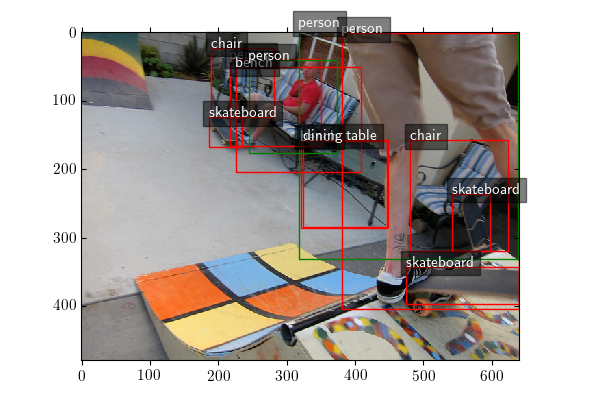 person
person
chair
person
bench
skateboard
dining table
chair
skateboard
skateboard
0
100
200
300
400
0
100
200
300
400
500
600